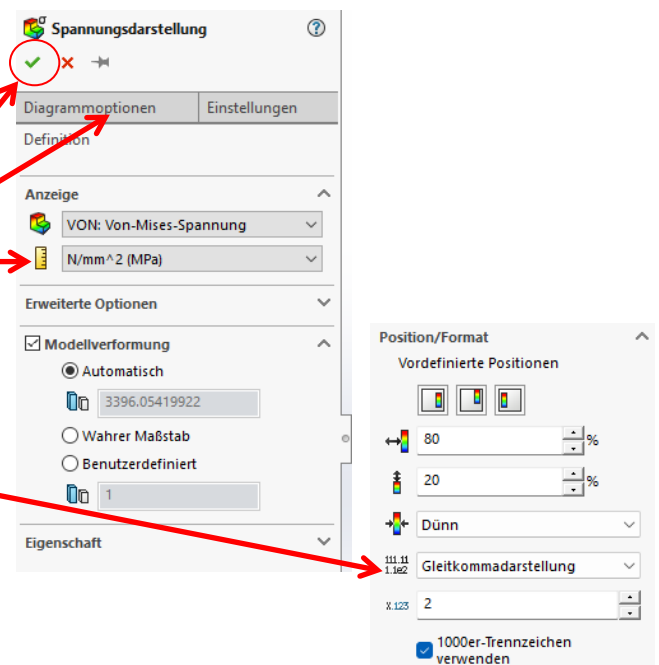 Spannungsdarstellung
Diagrammoptionen Einstellungen
Definition
Anzeige
VON: Von-Mises-Spannung
N/mm^2 (MPa)
Erweiterte Optionen
Modellverformung
Automatisch
3396.05419922
Wahrer Maßstab
Benutzerdefiniert
1
Eigenschaft
Position/Format
Vordefinierte Positionen
80 %
20 %
Dünn
111.11
1.1e2 Gleitkommadarstellung
x.123 2
1000er-Trennzeichen
verwenden